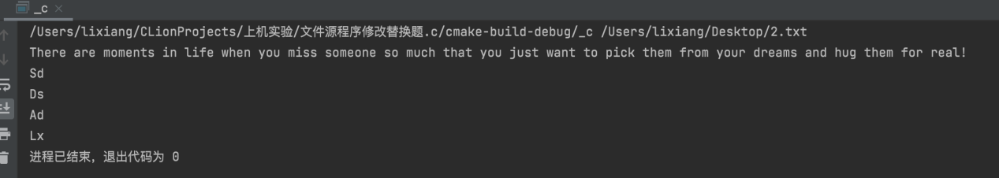 _c
/Users/lixiang/CLionProjects/上机实验/文件源程序修改替换题.c/cmake-build-debug/_c /Users/lixiang/Desktop/2.txt
There are moments in life when you miss someone so much that you just want to pick them from your dreams and hug them for real!
Sd
Ds
Ad
Lx
进程已结束，退出代码为 0